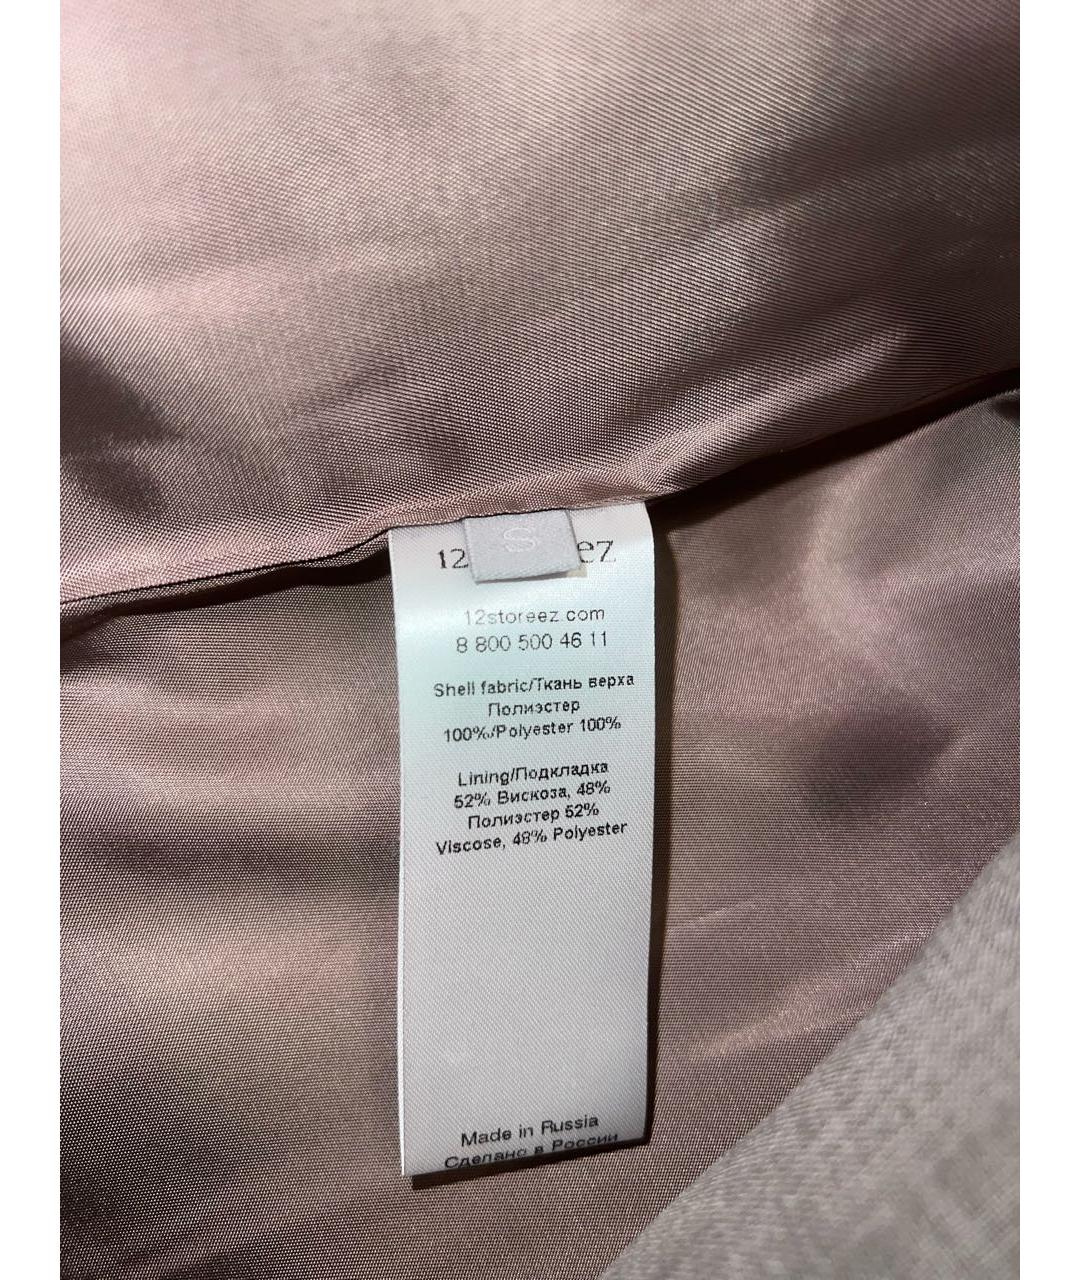 S
12 ez
12storeez.com
8 800 500 46 11
Shell fabric/Ткань верха
Полиэстер
100%/Polyester 100%
Lining/Подкладка
52% Вискоза, 48%
Полиэстер 52%
Viscose, 48% Polyester
Made in Russia
Сделано в России